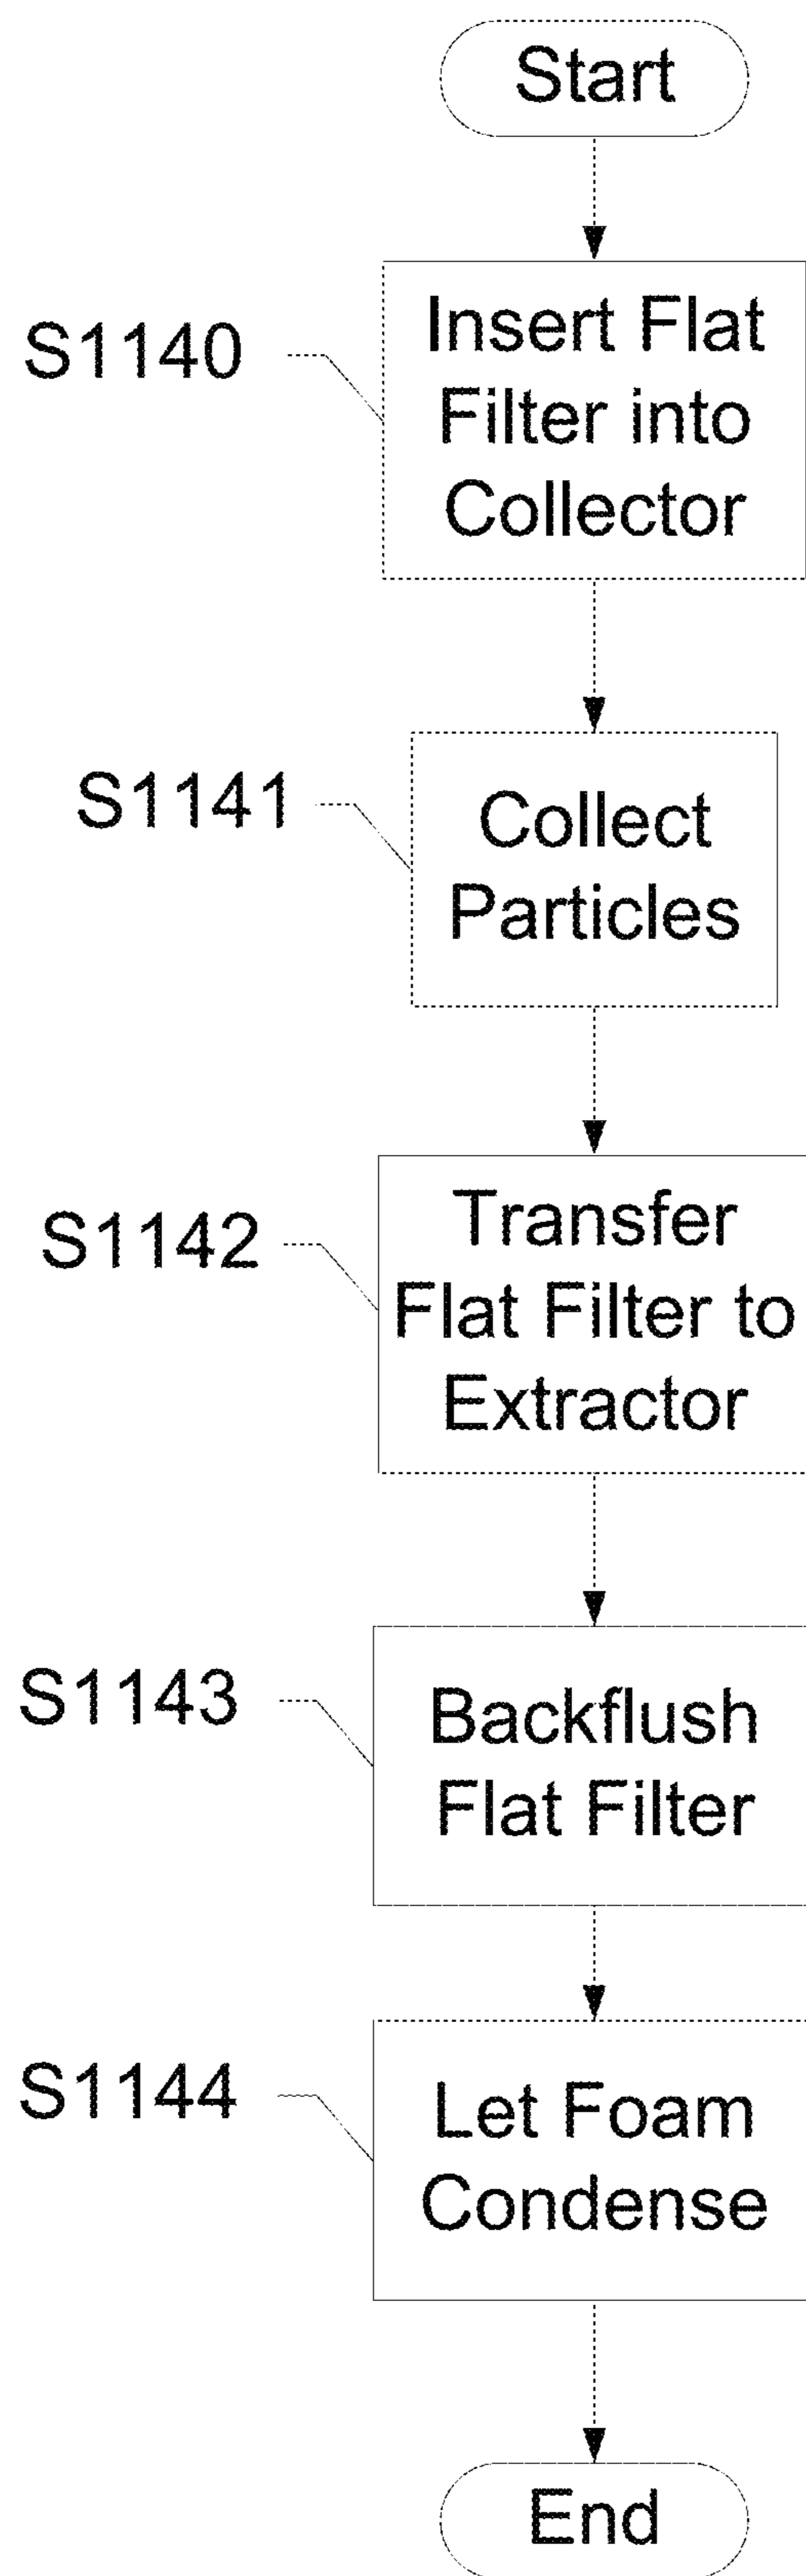 Start
S1140
Insert Flat
Filter into
Collector
S1141
Collect
Particles
S1142
Transfer
Flat Filter to
Extractor
S1143
Backflush
Flat Filter
S1144
Let Foam
Condense
End